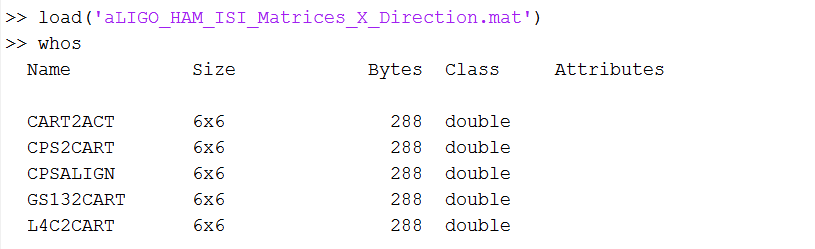 >> load('aLIGO_HAM_ISI_Matrices_X_Direction.mat')
>> whos
Name Size Bytes Class Attributes
CART2ACT 6x6 288 double
CPS2CART 6x6 288 double
CPSALIGN 6x6 288 double
GS132CART 6x6 288 double
L4C2CART 6x6 288 double